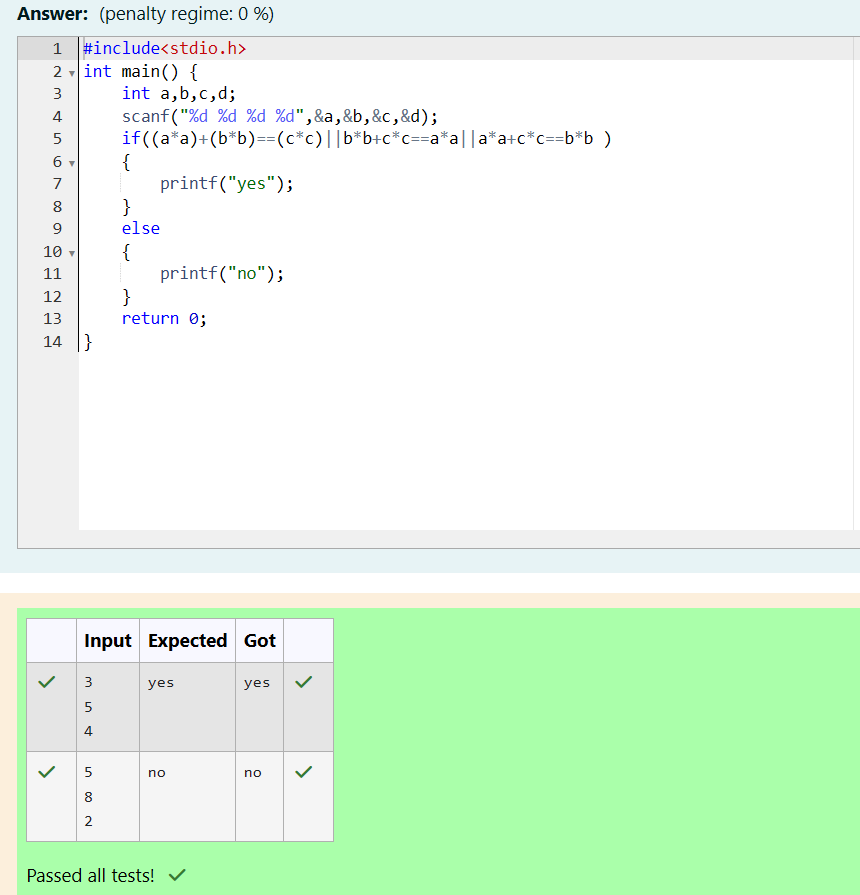 Answer: (penalty regime: 0 %)
1 #include<stdio.h>
2 int main() {
3     int a,b,c,d;
4     scanf("%d %d %d %d",&a,&b,&c,&d);
5     if((a*a)+(b*b)==(c*c)||b*b+c*c==a*a||a*a+c*c==b*b )
6     {
7         printf("yes");
8     }
9     else
10     {
11         printf("no");
12     }
13     return 0;
14 }
Input Expected Got
3 yes yes
5
4
5 no no
8
2
Passed all tests!